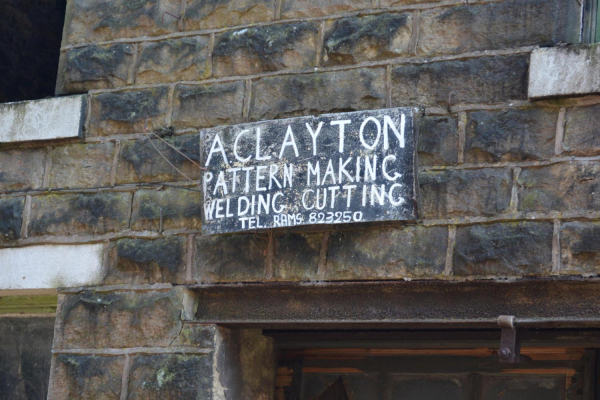 A CLAYTON
PATTERN MAKING
WELDING CUTTING
TEL. RAMS 823250